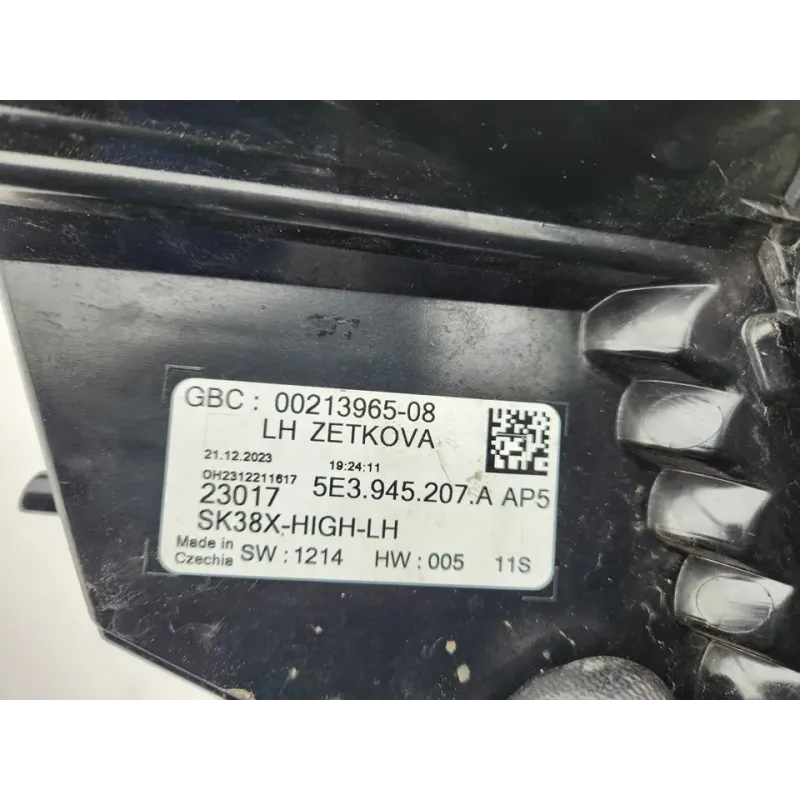 GBC: 00213965-08
LH ZETKOVA
21.12.2023 19:24:11
OH2312211617
23017 5E3.945.207.A AP5
SK38X-HIGH-LH
Made in Czechia SW:1214 HW:005 11S